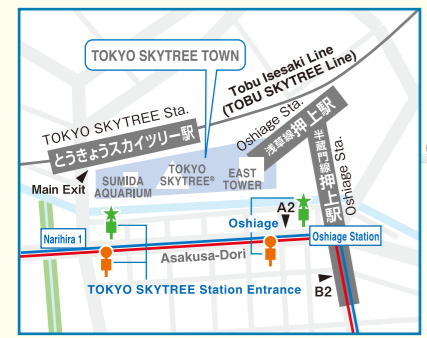 TOKYO SKYTREE TOWN
Tobu Isesaki Line
(TOBU SKYTREE Line)
TOKYO SKYTREE Sta.
とうきょうスカイツリー駅
Oshiage Sta.
浅草線 押上駅
半蔵門線 押上駅
Oshiage Sta.
Main Exit
SUMIDA
AQUARIUM
TOKYO
SKYTREE®
EAST
TOWER
A2
Oshiage
Narihira 1
Oshiage Station
Asakusa-Dori
TOKYO SKYTREE Station Entrance
B2